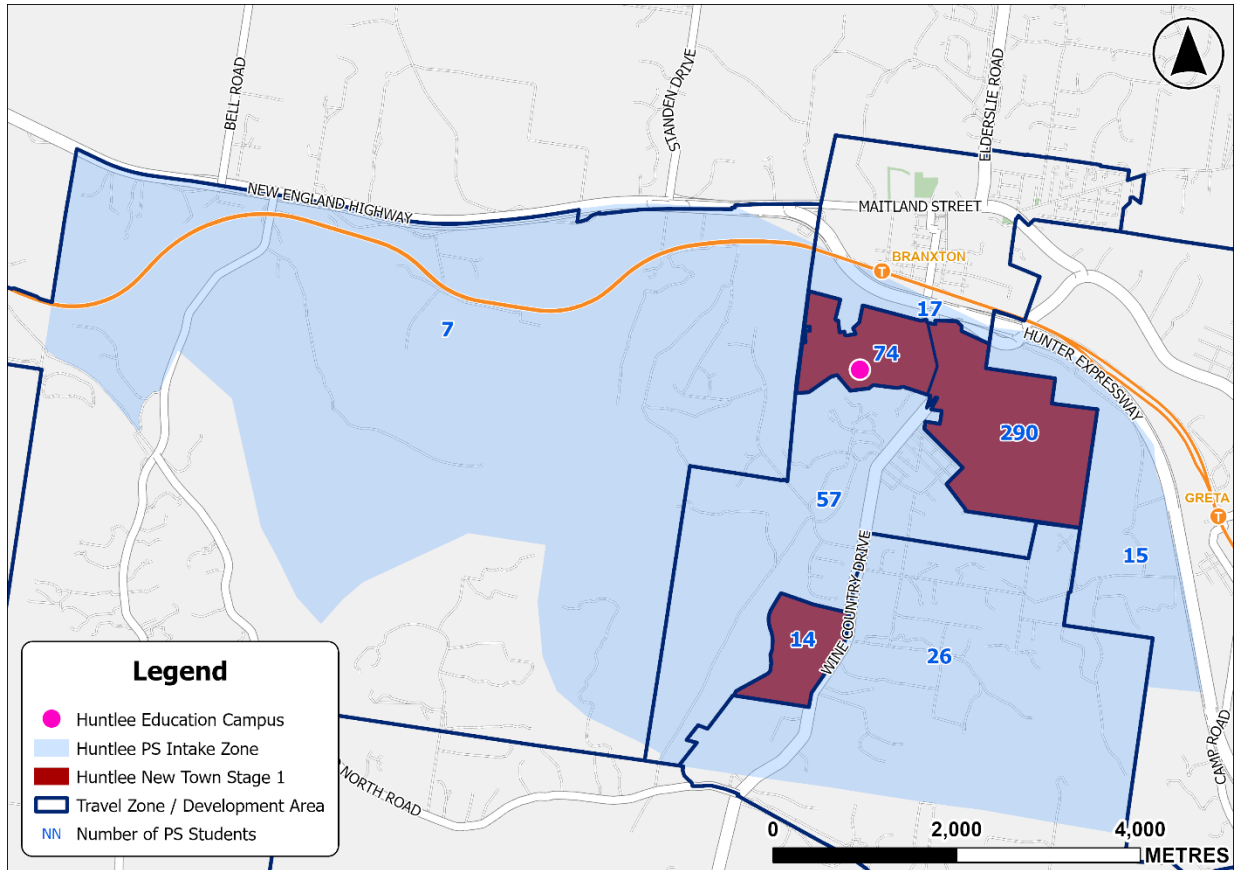 BELL ROAD
STANDEN DRIVE
ELDERSLIE ROAD
NEW ENGLAND HIGHWAY
MAITLAND STREET
T
BRANXTON
17
7
74
HUNTER EXPRESSWAY
290
57
GRETA
T
15
WINE COUNTRY DRIVE
14
26
CAMP ROAD
NORTH ROAD
Legend
Huntlee Education Campus
Huntlee PS Intake Zone
Huntlee New Town Stage 1
Travel Zone / Development Area
NN Number of PS Students
0 2,000 4,000
METRES